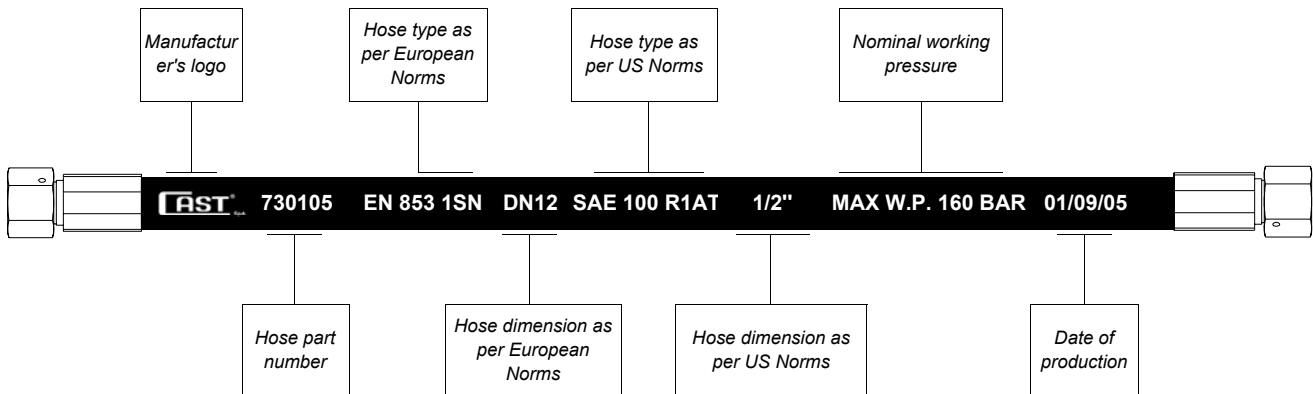 Manufactur
er's logo
Hose type as
per European
Norms
Hose type as
per US Norms
Nominal working
pressure
CAST® 730105 EN 853 1SN DN12 SAE 100 R1AT 1/2" MAX W.P. 160 BAR 01/09/05
Hose part
number
Hose dimension as
per European
Norms
Hose dimension as
per US Norms
Date of
production